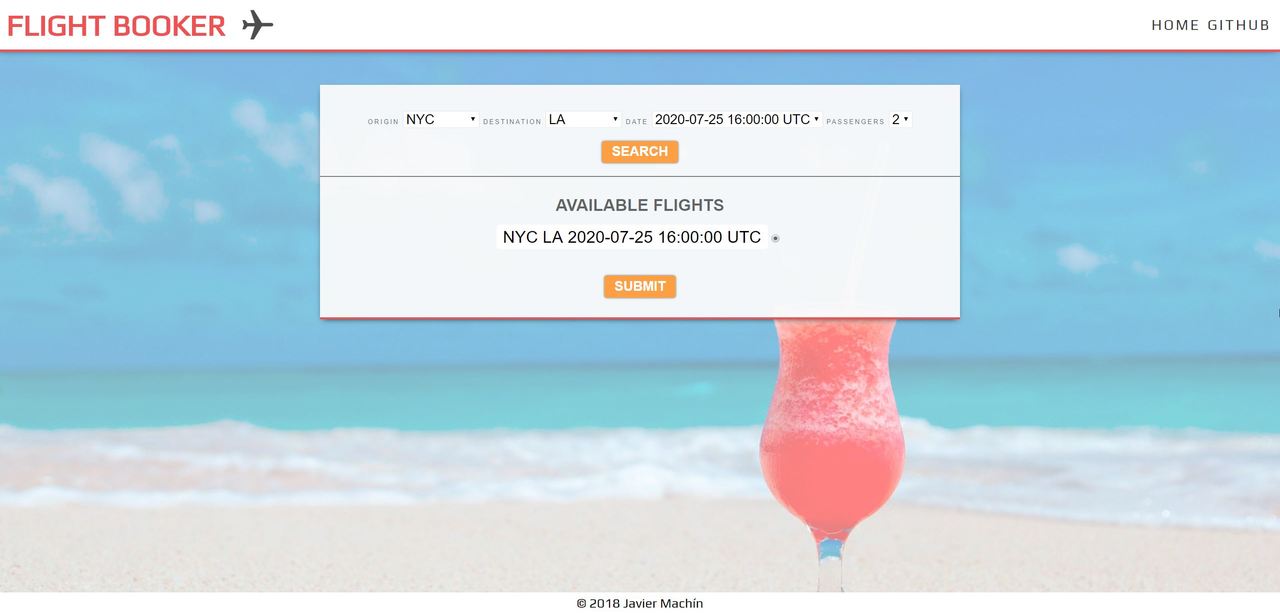 FLIGHT BOOKER HOME GITHUB
ORIGIN NYC DESTINATION LA DATE 2020-07-25 16:00:00 UTC PASSENGERS 2
SEARCH
AVAILABLE FLIGHTS
NYC LA 2020-07-25 16:00:00 UTC
SUBMIT
© 2018 Javier Machín